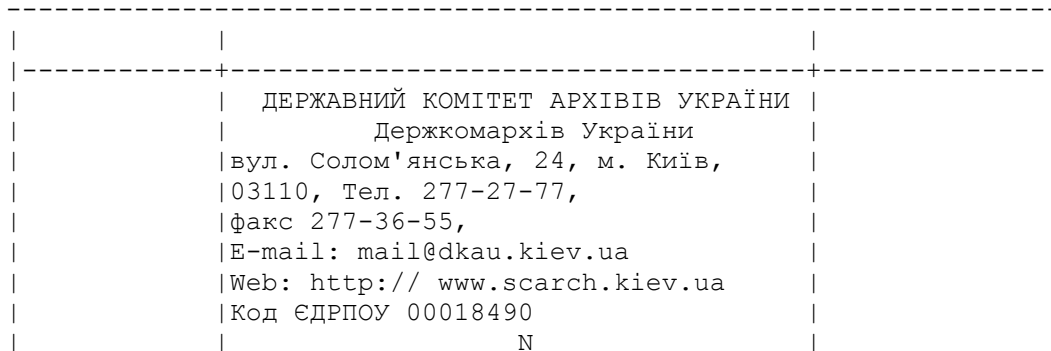 ДЕРЖАВНИЙ КОМІТЕТ АРХІВІВ УКРАЇНИ
Держкомархів України
вул. Солом'янська, 24, м. Київ,
03110, Тел. 277-27-77,
факс 277-36-55,
E-mail: mail@dkau.kiev.ua
Web: http:// www.scarch.kiev.ua
Код ЄДРПОУ 00018490
N